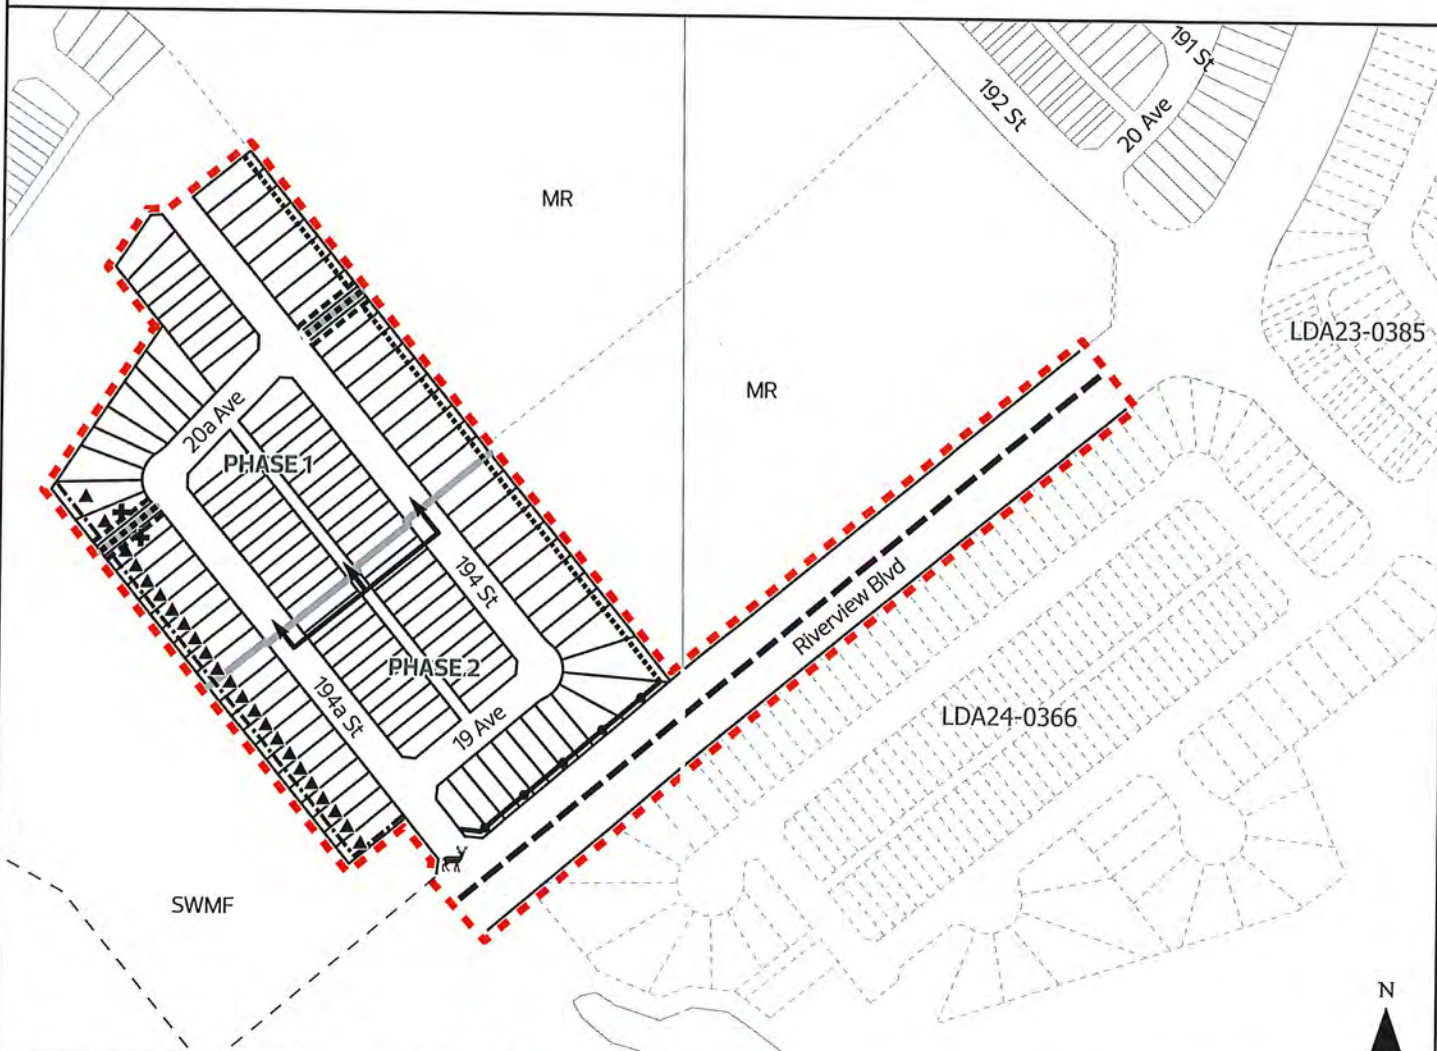 191 St
192 St
20 Ave
MR
LDA23-0385
MR
20a Ave
PHASE 1
194 St
Riverview Blvd
PHASE 2
194a St
19 Ave
LDA24-0366
SWMF
N